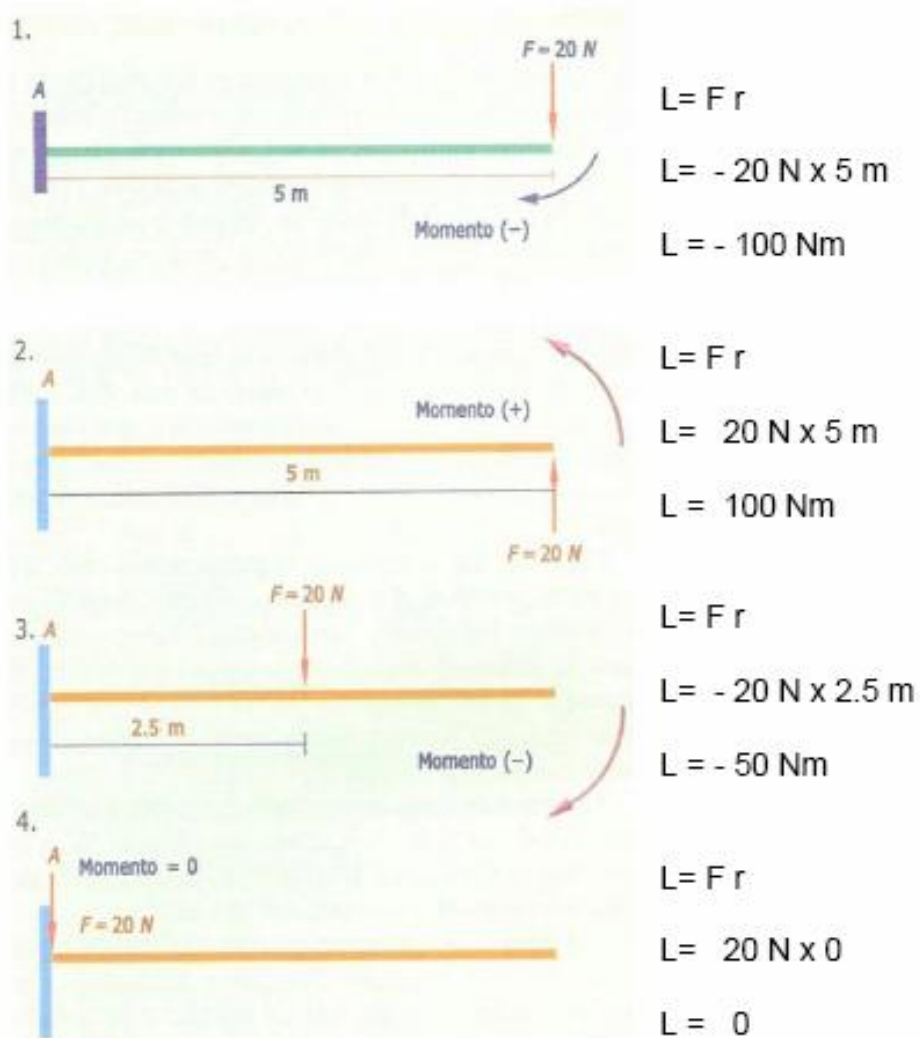 1.
F = 20 N
A
5 m
Momento (−)
L= F r
L= - 20 N x 5 m
L = - 100 Nm
2.
A
Momento (+)
5 m
F = 20 N
L= F r
L= 20 N x 5 m
L = 100 Nm
F = 20 N
3. A
2.5 m
Momento (−)
L= F r
L= - 20 N x 2.5 m
L = - 50 Nm
4.
A
Momento = 0
F = 20 N
L= F r
L= 20 N x 0
L = 0